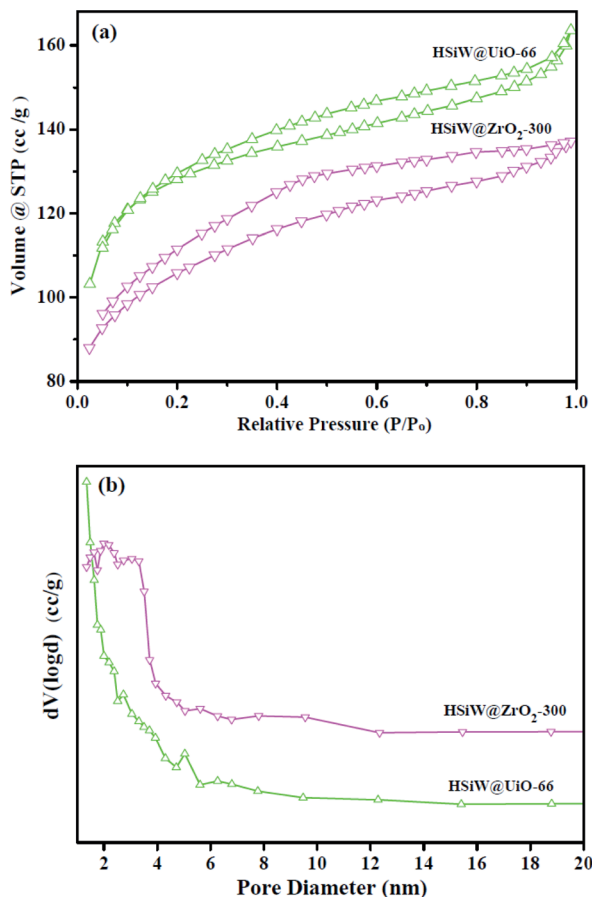 (a)
HSiW@UiO-66
HSiW@ZrO₂-300
Volume @ STP (cc /g)
160
140
120
100
80
0.0 0.2 0.4 0.6 0.8 1.0
Relative Pressure (P/Po)
(b)
dV(logd) (cc/g)
HSiW@ZrO₂-300
HSiW@UiO-66
2 4 6 8 10 12 14 16 18 20
Pore Diameter (nm)